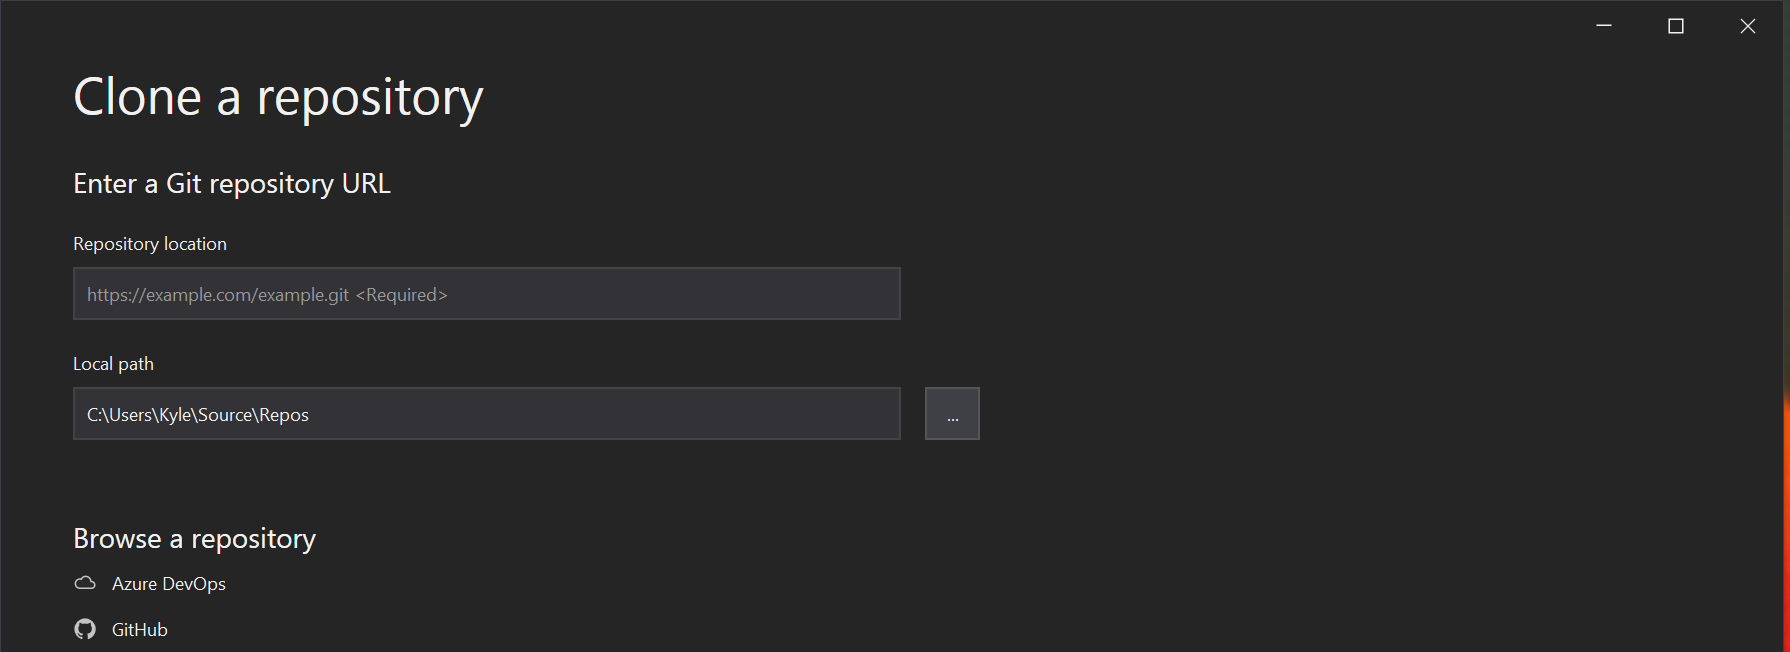 Clone a repository
Enter a Git repository URL
Repository location
https://example.com/example.git <Required>
Local path
C:\Users\Kyle\Source\Repos
...
Browse a repository
Azure DevOps
GitHub